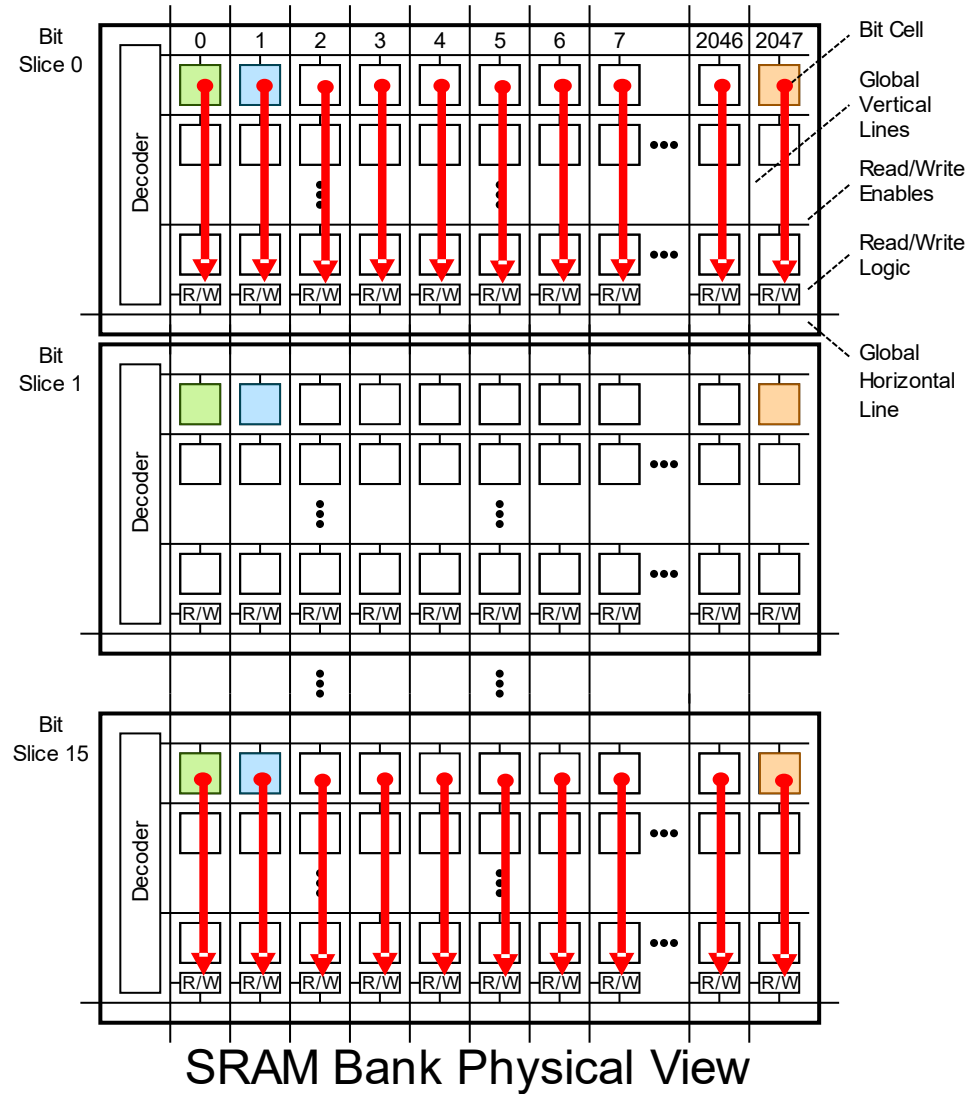 Bit
Slice 0
0 1 2 3 4 5 6 7 2046 2047
Decoder
R/W R/W R/W R/W R/W R/W R/W R/W R/W R/W
Bit Cell
Global
Vertical
Lines
Read/Write
Enables
Read/Write
Logic
Global
Horizontal
Line
Bit
Slice 1
Decoder
R/W R/W R/W R/W R/W R/W R/W R/W R/W R/W
Bit
Slice 15
Decoder
R/W R/W R/W R/W R/W R/W R/W R/W R/W R/W
SRAM Bank Physical View